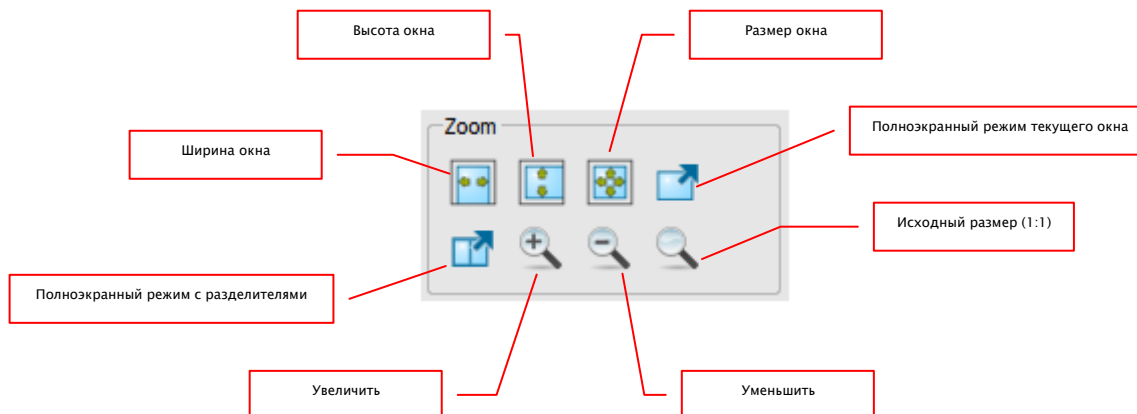 Высота окна
Размер окна
Zoom
Полноэкранный режим текущего окна
Ширина окна
Исходный размер (1:1)
Полноэкранный режим с разделителями
Увеличить
Уменьшить